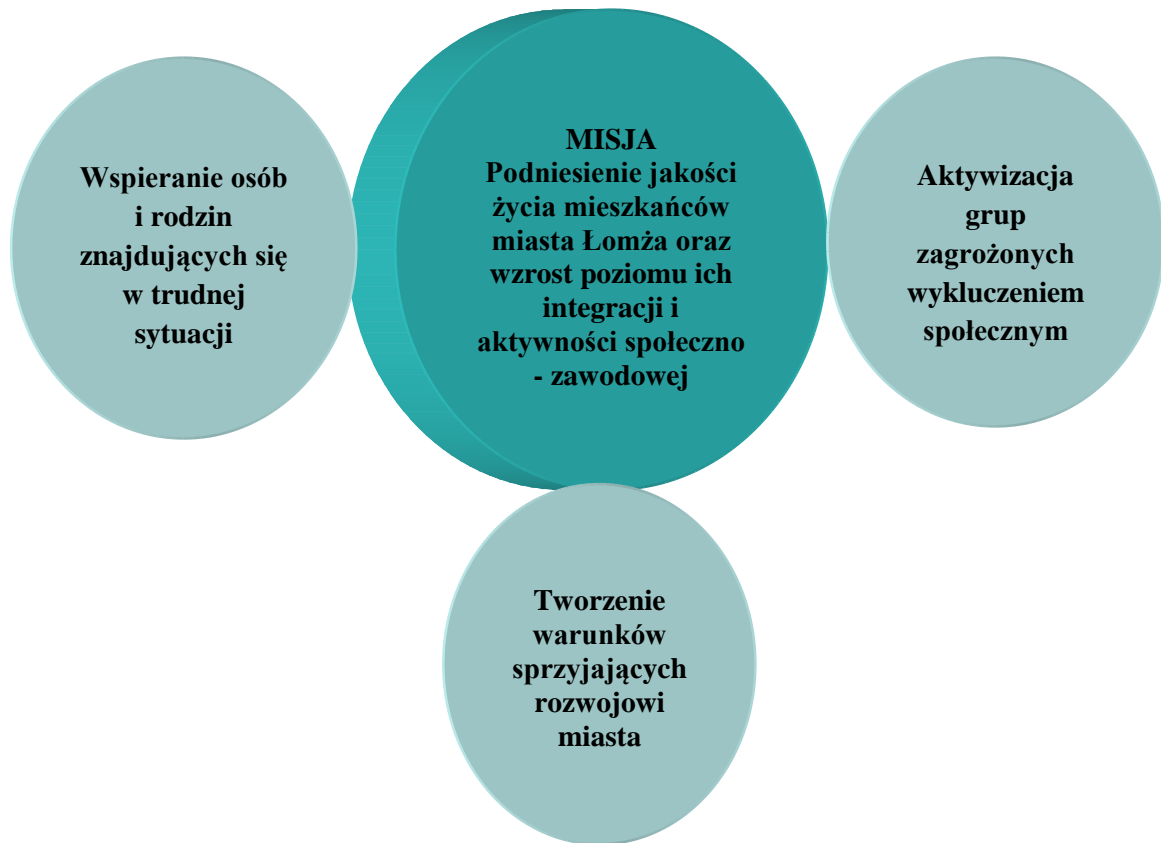 Wspieranie osób
i rodzin
znajdujących się
w trudnej
sytuacji
MISJA
Podniesienie jakości
życia mieszkańców
miasta Łomża oraz
wzrost poziomu ich
integracji i
aktywności społeczno
- zawodowej
Aktywizacja
grup
zagrożonych
wykluczeniem
społecznym
Tworzenie
warunków
sprzyjających
rozwojowi
miasta